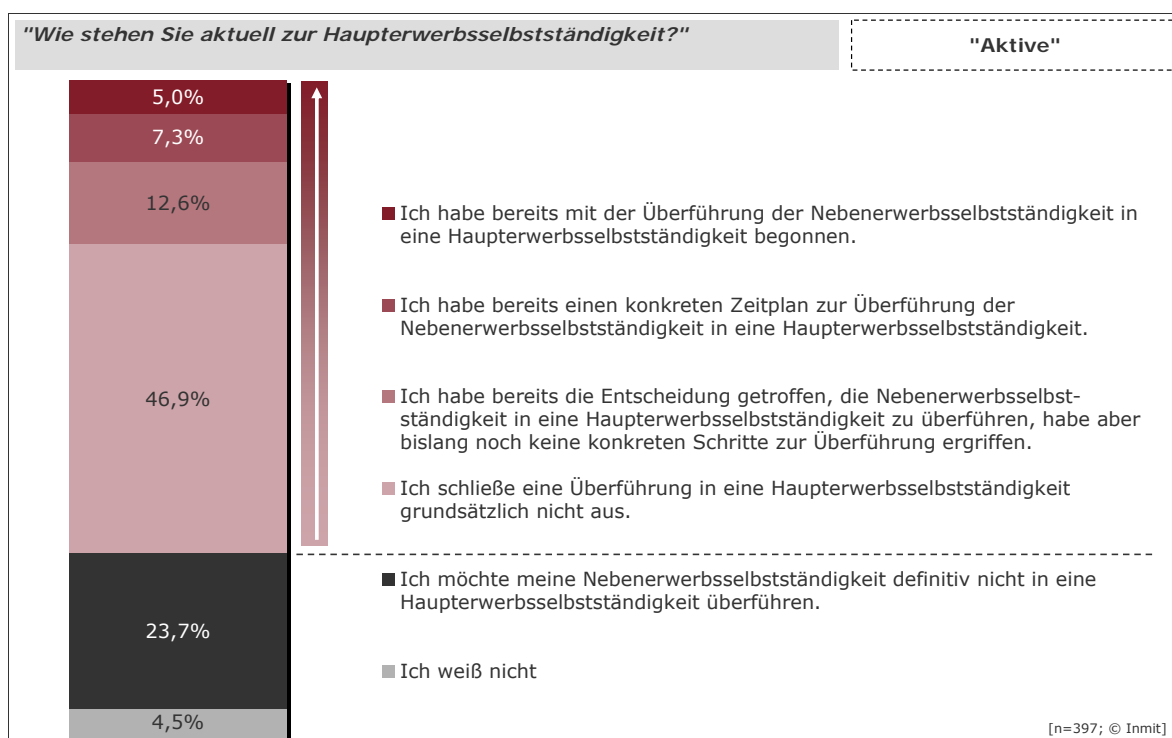 "Wie stehen Sie aktuell zur Haupterwerbsselbstständigkeit?"
"Aktive"
5,0%
7,3%
12,6%
46,9%
23,7%
4,5%
Ich habe bereits mit der Überführung der Nebenerwerbsselbstständigkeit in
eine Haupterwerbsselbstständigkeit begonnen.
Ich habe bereits einen konkreten Zeitplan zur Überführung der
Nebenerwerbsselbstständigkeit in eine Haupterwerbsselbstständigkeit.
Ich habe bereits die Entscheidung getroffen, die Nebenerwerbsselbst-
ständigkeit in eine Haupterwerbsselbstständigkeit zu überführen, habe aber
bislang noch keine konkreten Schritte zur Überführung ergriffen.
Ich schließe eine Überführung in eine Haupterwerbsselbstständigkeit
grundsätzlich nicht aus.
Ich möchte meine Nebenerwerbsselbstständigkeit definitiv nicht in eine
Haupterwerbsselbstständigkeit überführen.
Ich weiß nicht
[n=397; © Inmit]